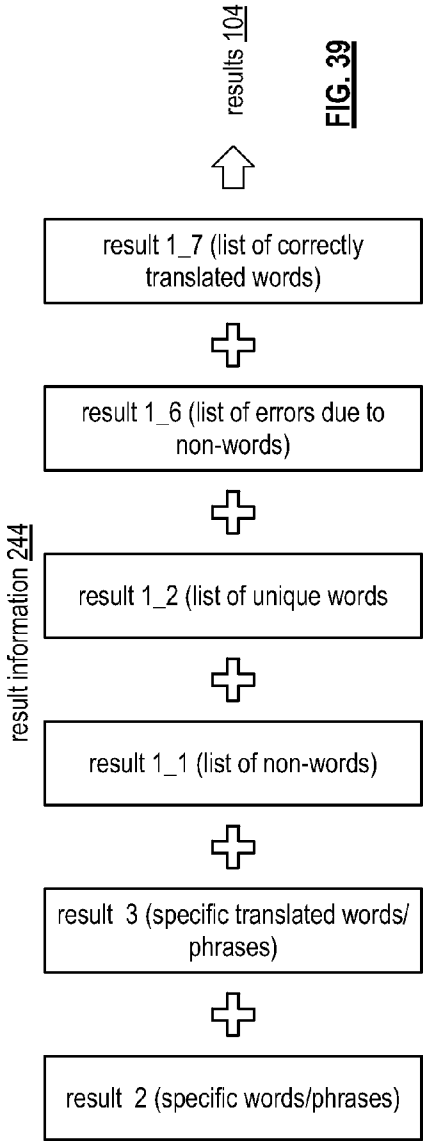 result information 244
result 1_7 (list of correctly
translated words)
result 1_6 (list of errors due to
non-words)
result 1_2 (list of unique words
result 1_1 (list of non-words)
result 3 (specific translated words/
phrases)
result 2 (specific words/phrases)
results 104
FIG. 39